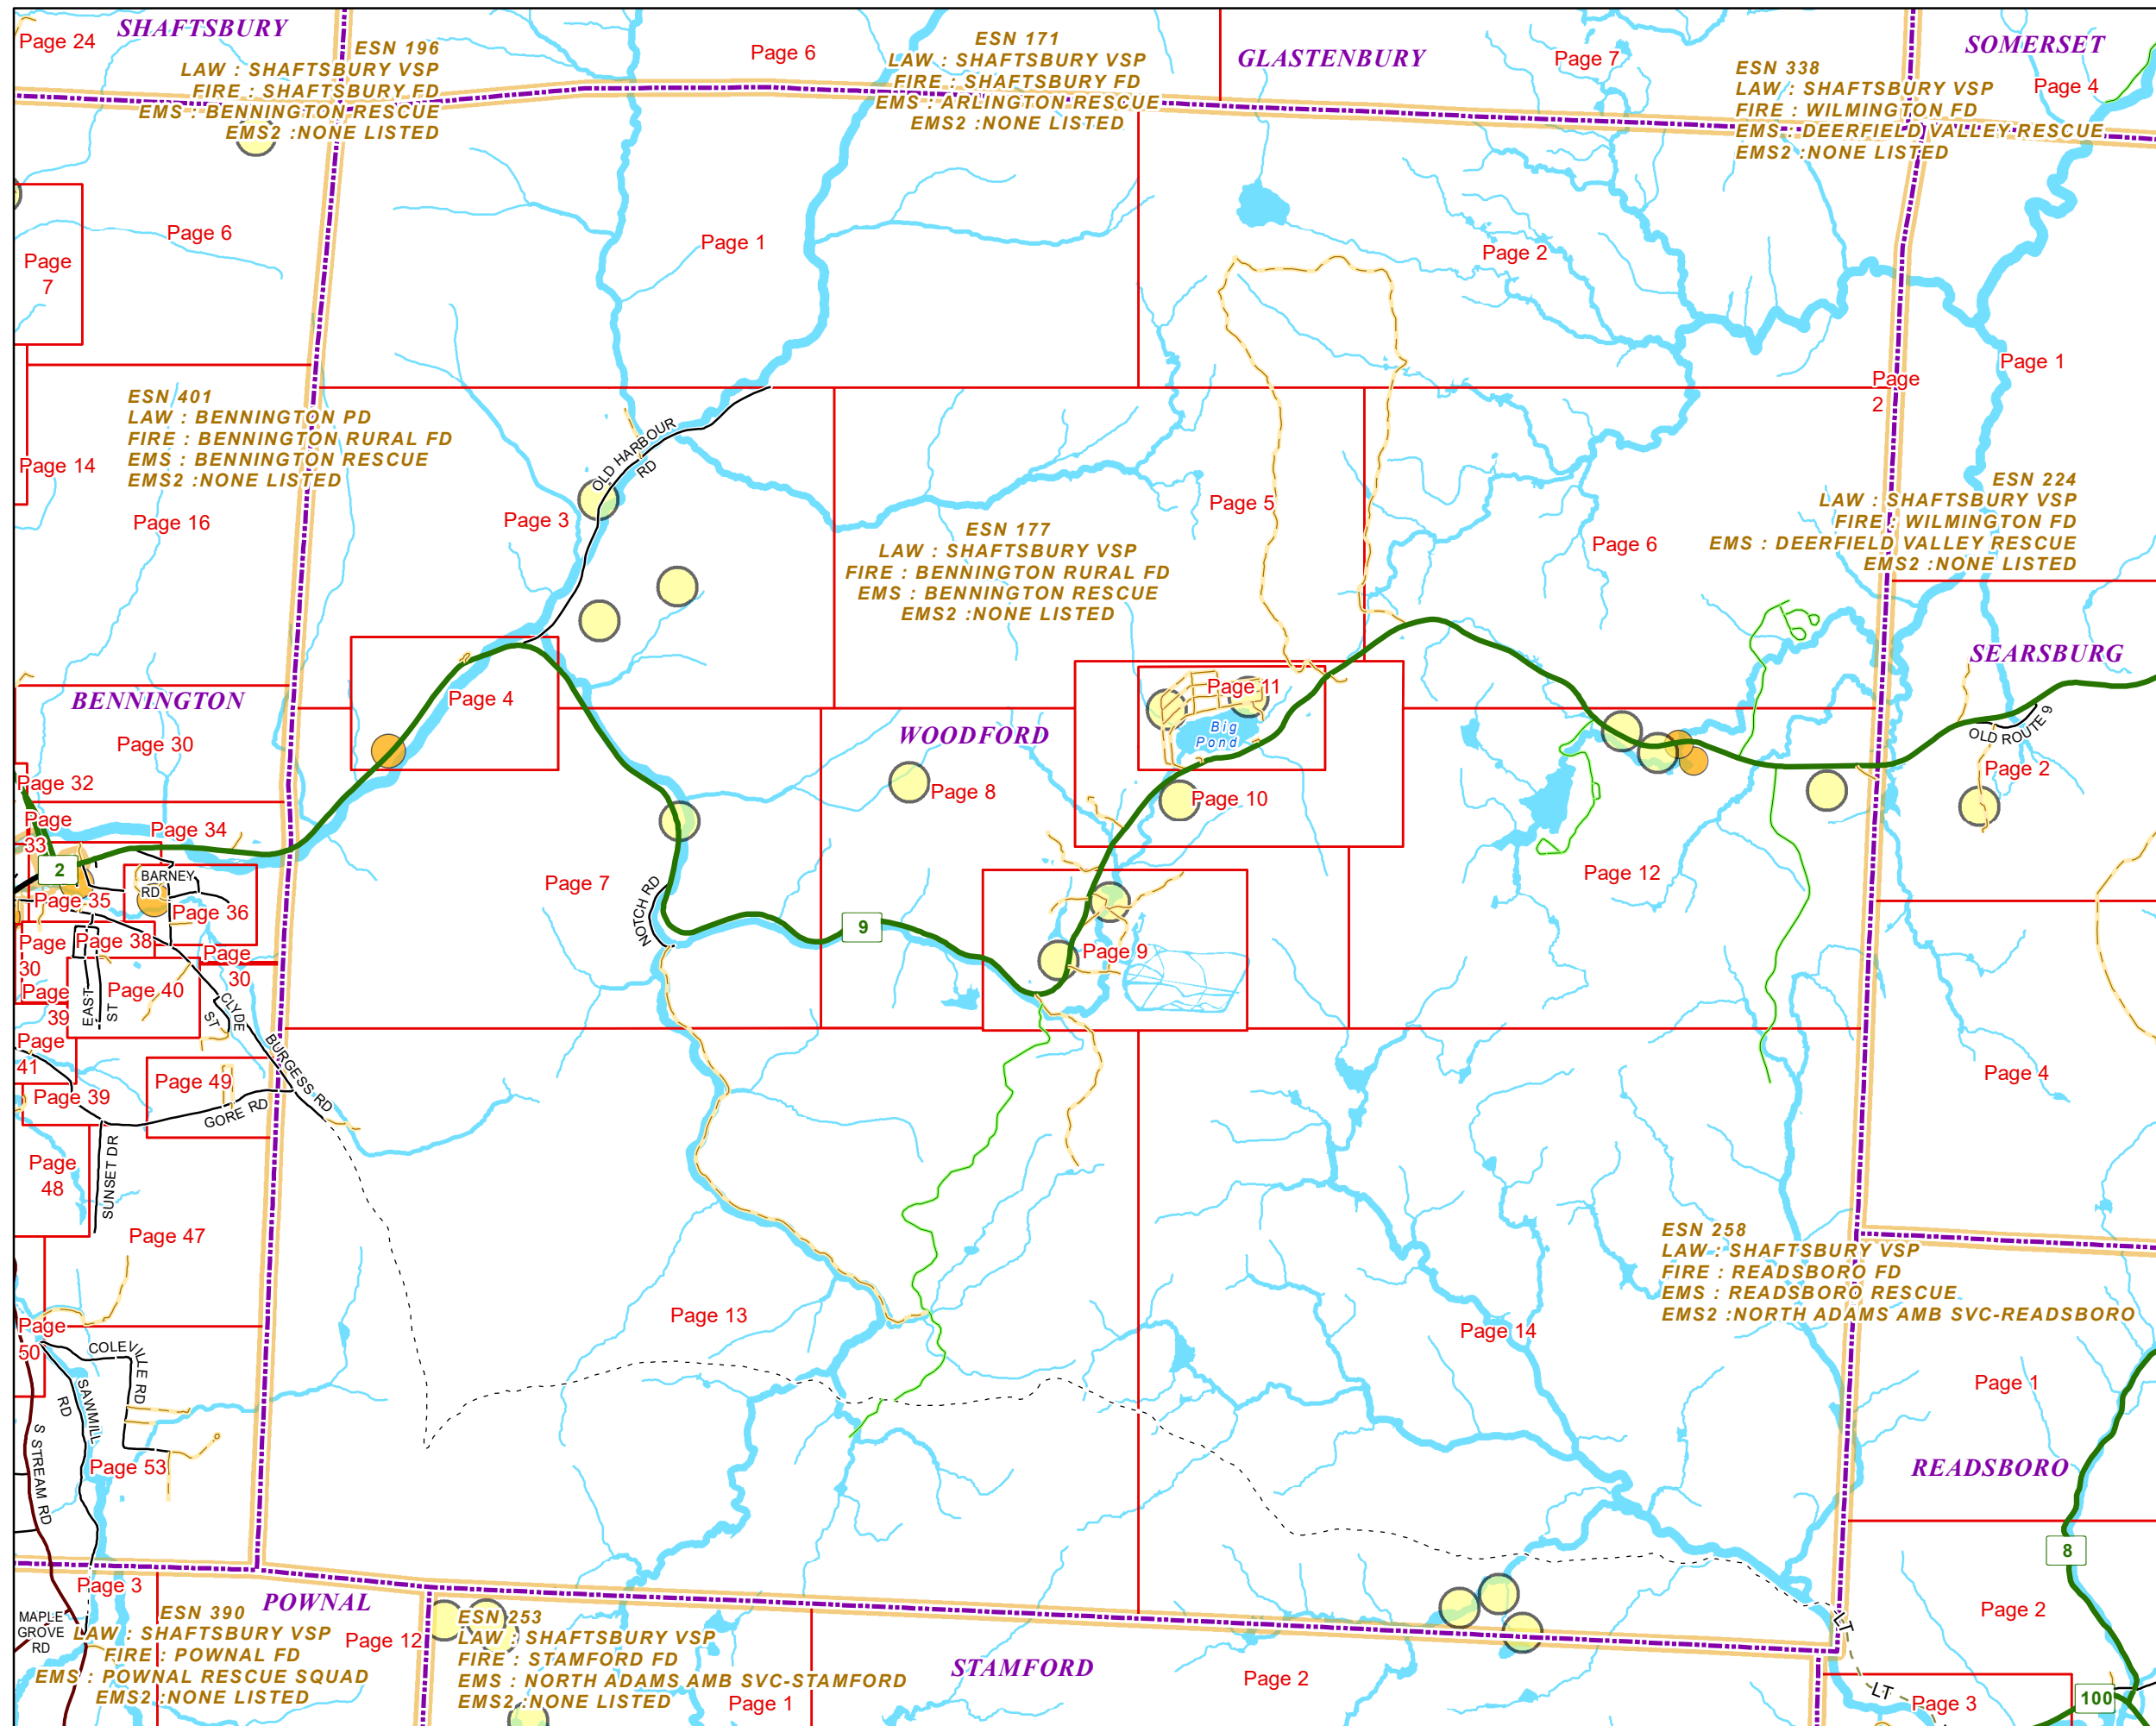 SHAFTSBURY
Page 24
ESN 196
LAW : SHAFTSBURY VSP
FIRE : SHAFTSBURY FD
EMS : BENNINGTON RESCUE
EMS2 :NONE LISTED
Page 6
ESN 171
LAW : SHAFTSBURY VSP
FIRE : SHAFTSBURY FD
EMS : ARLINGTON RESCUE
EMS2 :NONE LISTED
GLASTENBURY
Page 7
ESN 338
LAW : SHAFTSBURY VSP
FIRE : WILMINGTON FD
EMS : DEERFIELD VALLEY RESCUE
EMS2 :NONE LISTED
SOMERSET
Page 4
Page 6
Page
7
Page 1
Page 2
Page 1
Page
2
ESN 401
LAW : BENNINGTON PD
FIRE : BENNINGTON RURAL FD
EMS : BENNINGTON RESCUE
EMS2 :NONE LISTED
Page 14
Page 16
OLD HARBOUR
RD
Page 3
Page 5
ESN 177
LAW : SHAFTSBURY VSP
FIRE : BENNINGTON RURAL FD
EMS : BENNINGTON RESCUE
EMS2 :NONE LISTED
Page 6
ESN 224
LAW : SHAFTSBURY VSP
FIRE : WILMINGTON FD
EMS : DEERFIELD VALLEY RESCUE
EMS2 :NONE LISTED
SEARSBURG
BENNINGTON
Page 4
Page 11
Big
Pond
WOODFORD
OLD ROUTE 9
Page 30
Page 32
Page 8
Page 10
Page 2
Page
33
Page 34
2
BARNEY
RD
Page 35
Page 36
Page 7
NOTCH RD
9
Page 12
Page 38
Page
30
Page
30
Page 9
Page
39
Page 40
EAST
ST
CLYDE
ST
Page
41
BURGESS RD
Page 49
Page 39
GORE RD
Page 4
Page
48
SUNSET DR
Page 47
ESN 258
LAW : SHAFTSBURY VSP
FIRE : READSBORO FD
EMS : READSBORO RESCUE
EMS2 :NORTH ADAMS AMB SVC-READSBORO
Page 13
Page 14
Page
50
COLEVILLE RD
SAWMILL
RD
S STREAM RD
Page 53
Page 1
READSBORO
8
Page 3
POWNAL
MAPLE
GROVE
RD
ESN 390
LAW : SHAFTSBURY VSP
FIRE : POWNAL FD
EMS : POWNAL RESCUE SQUAD
EMS2 :NONE LISTED
Page 12
ESN 253
LAW : SHAFTSBURY VSP
FIRE : STAMFORD FD
EMS : NORTH ADAMS AMB SVC-STAMFORD
EMS2 :NONE LISTED
Page 1
STAMFORD
Page 2
Page 2
LT
LT
Page 3
100